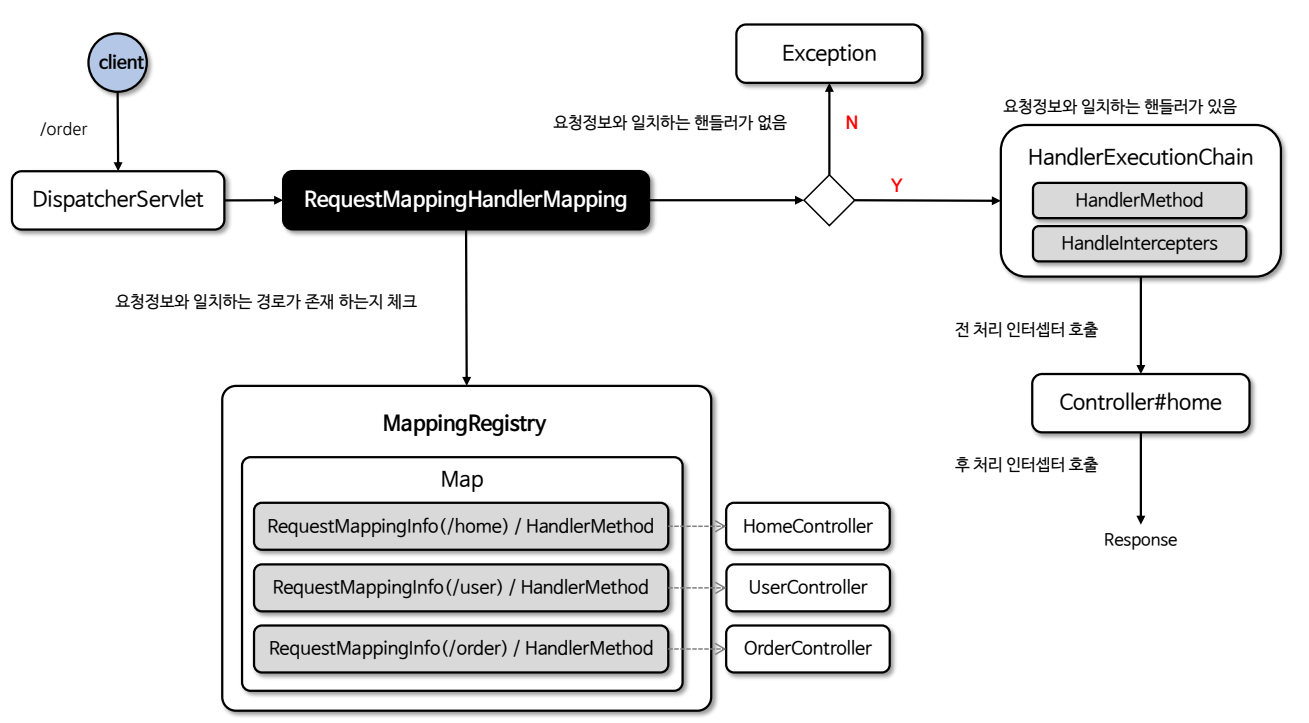 client
/order
DispatcherServlet
RequestMappingHandlerMapping
Exception
요청정보와 일치하는 핸들러가 없음
N
Y
요청정보와 일치하는 핸들러가 있음
HandlerExecutionChain
HandlerMethod
HandleIntercepters
요청정보와 일치하는 경로가 존재 하는지 체크
전 처리 인터셉터 호출
Controller#home
후 처리 인터셉터 호출
Response
MappingRegistry
Map
RequestMappingInfo(/home) / HandlerMethod
HomeController
RequestMappingInfo(/user) / HandlerMethod
UserController
RequestMappingInfo(/order) / HandlerMethod
OrderController